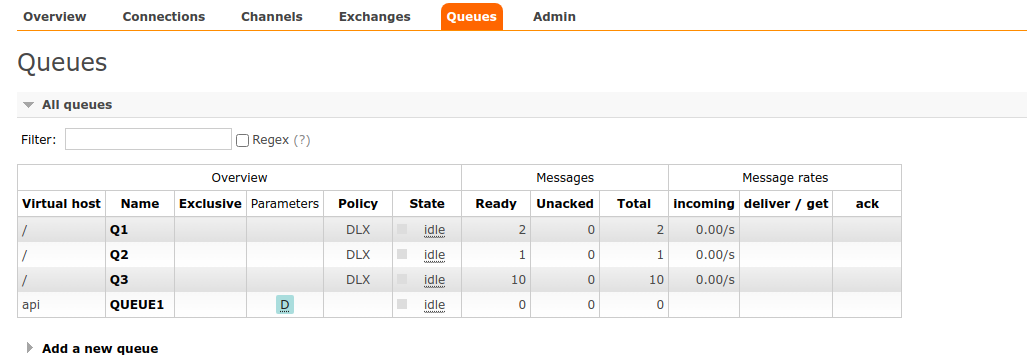 Overview Connections Channels Exchanges Queues Admin
Queues
All queues
Filter: Regex (?)
Overview Messages Message rates
Virtual host Name Exclusive Parameters Policy State Ready Unacked Total incoming deliver / get ack
/ Q1 DLX idle 2 0 2 0.00/s
/ Q2 DLX idle 1 0 1 0.00/s
/ Q3 DLX idle 10 0 10 0.00/s
api QUEUE1 D idle 0 0 0
Add a new queue